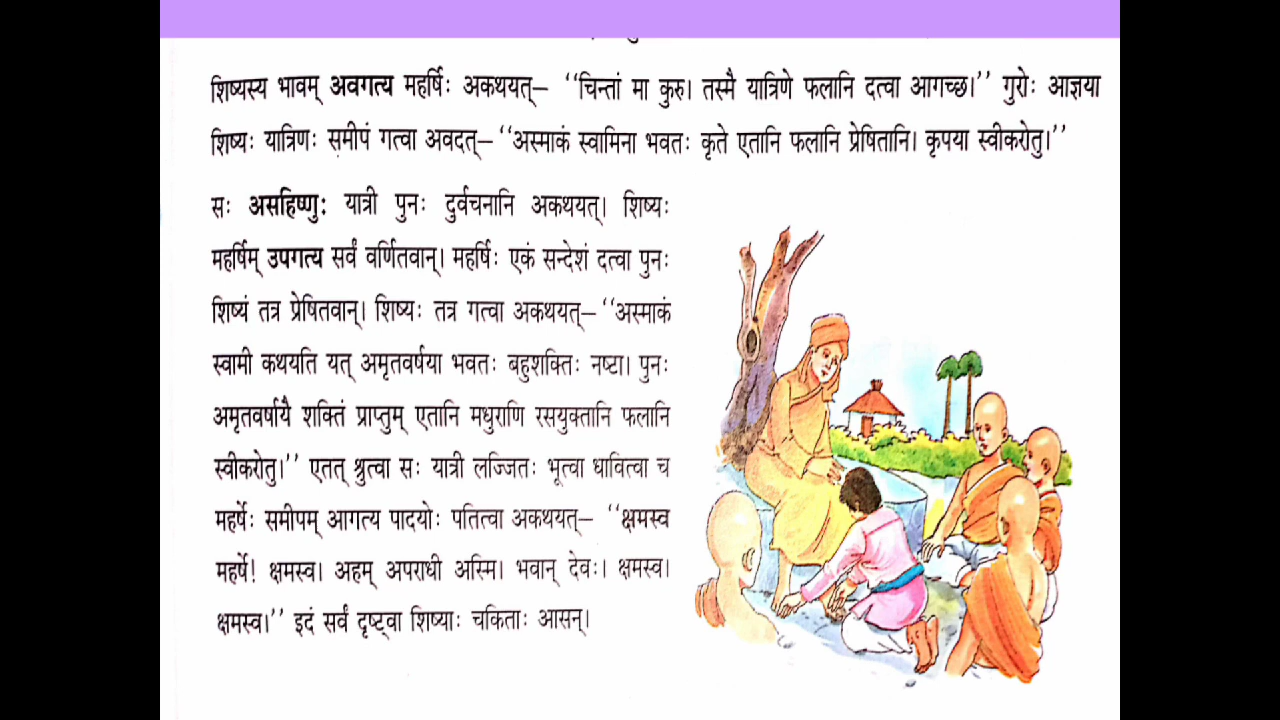 शिष्यस्य भावम् अवगत्य महर्षिः अकथयत्– ‘‘चिन्तां मा कुरु। तस्मै यात्रिणे फलानि दत्वा आगच्छ।’’ गुरोः आज्ञया
शिष्यः यात्रिणः समीपं गत्वा अवदत्– ‘‘अस्माकं स्वामिना भवतः कृते एतानि फलानि प्रेषितानि। कृपया स्वीकरोतु।’’
सः असहिष्णुः यात्री पुनः दुर्वचनानि अकथयत्। शिष्यः
महर्षिम् उपगत्य सर्वं वर्णितवान्। महर्षिः एकं सन्देशं दत्वा पुनः
शिष्यं तत्र प्रेषितवान्। शिष्यः तत्र गत्वा अकथयत्– ‘‘अस्माकं
स्वामी कथयति यत् अमृतवर्षया भवतः बहुशक्तिः नष्टा। पुनः
अमृतवर्षायै शक्तिं प्राप्तुम् एतानि मधुराणि रसयुक्तानि फलानि
स्वीकरोतु।’’ एतत् श्रुत्वा सः यात्री लज्जितः भूत्वा धावित्वा च
महर्षेः समीपम् आगत्य पादयोः पतित्वा अकथयत्– ‘‘क्षमस्व
महर्षे! क्षमस्व। अहम् अपराधी अस्मि। भवान् देवः। क्षमस्व।
क्षमस्व।’’ इदं सर्वं दृष्ट्वा शिष्याः चकिताः आसन्।